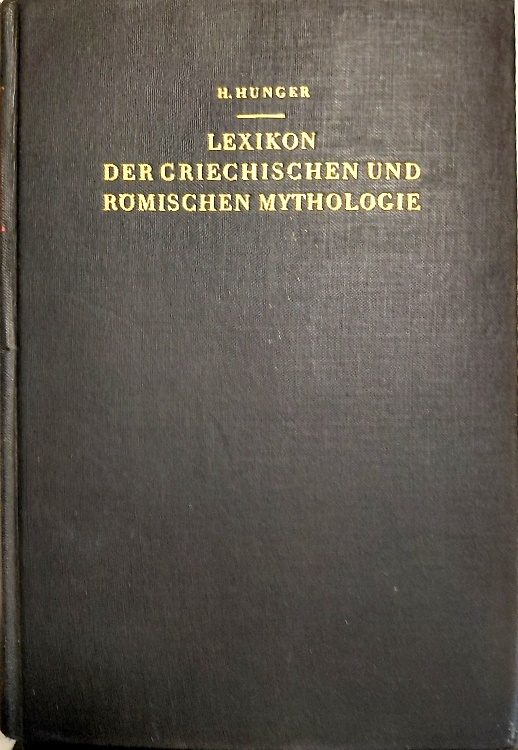 H. HUNGER
LEXIKON
DER GRIECHISCHEN UND
RÖMISCHEN MYTHOLOGIE